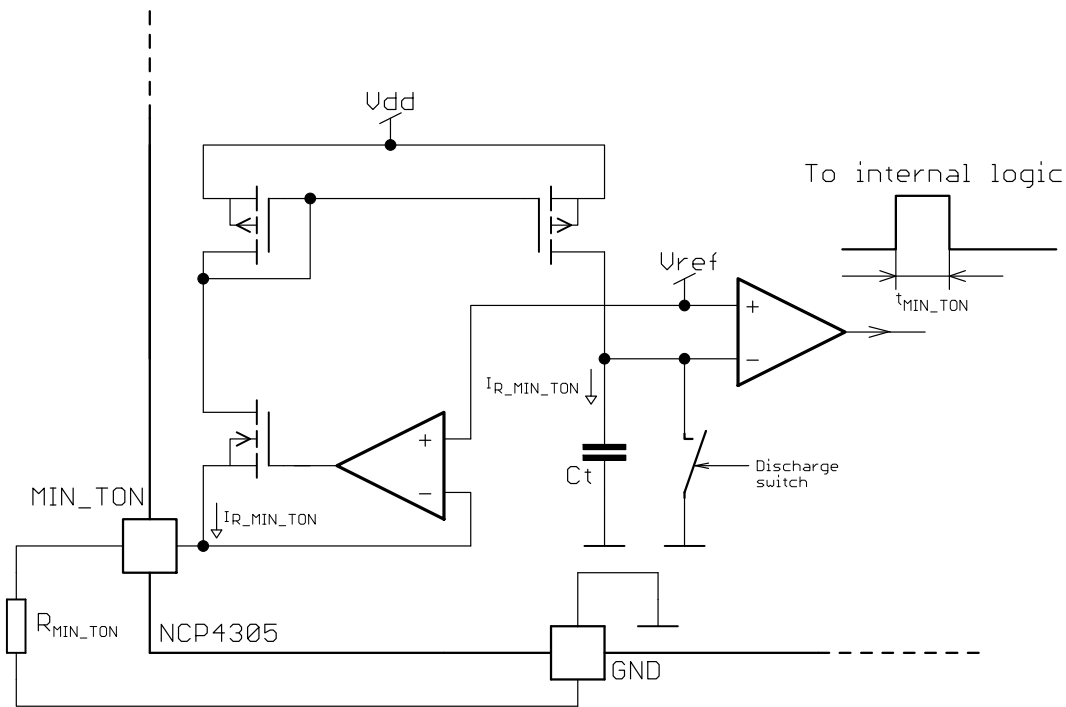 Vdd
To internal logic
Vref
+
−
tMIN_TON
IR_MIN_TON
+
−
Ct
Discharge
switch
MIN_TON
IR_MIN_TON
RMIN_TON
NCP4305
GND